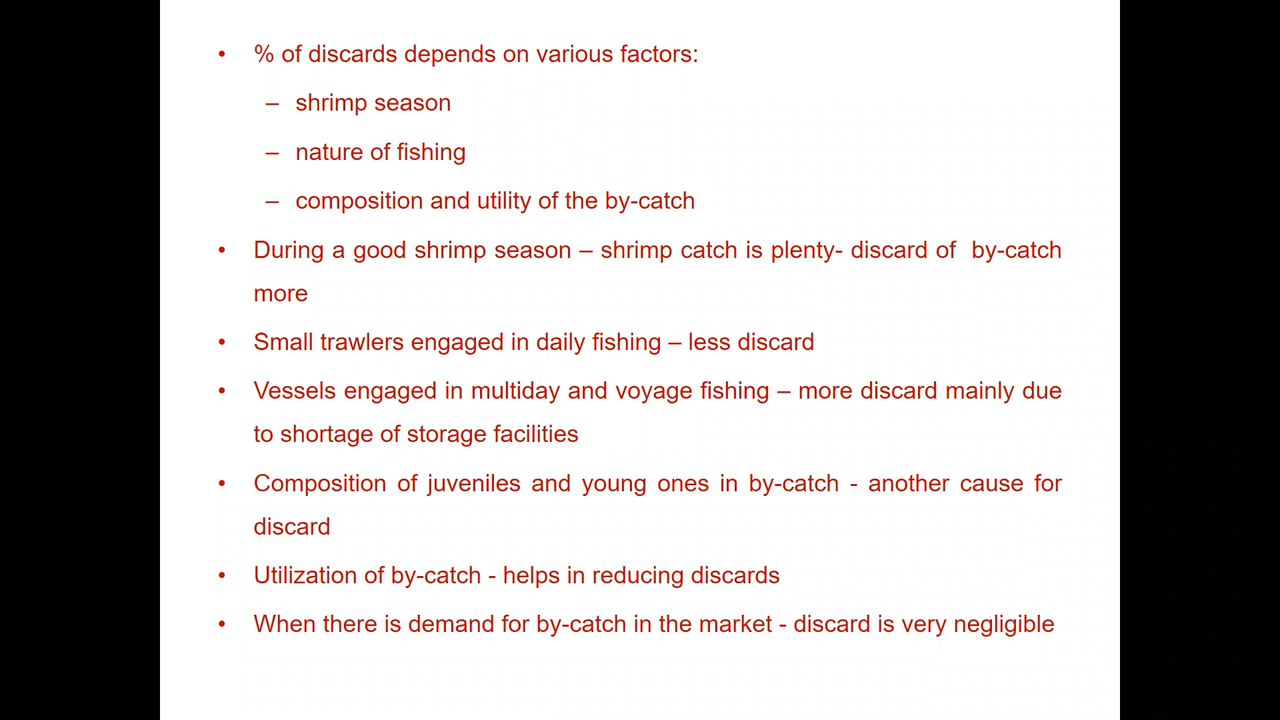 • % of discards depends on various factors:
– shrimp season
– nature of fishing
– composition and utility of the by-catch
• During a good shrimp season – shrimp catch is plenty- discard of  by-catch
more
• Small trawlers engaged in daily fishing – less discard
• Vessels engaged in multiday and voyage fishing – more discard mainly due
to shortage of storage facilities
• Composition of juveniles and young ones in by-catch - another cause for
discard
• Utilization of by-catch - helps in reducing discards
• When there is demand for by-catch in the market - discard is very negligible